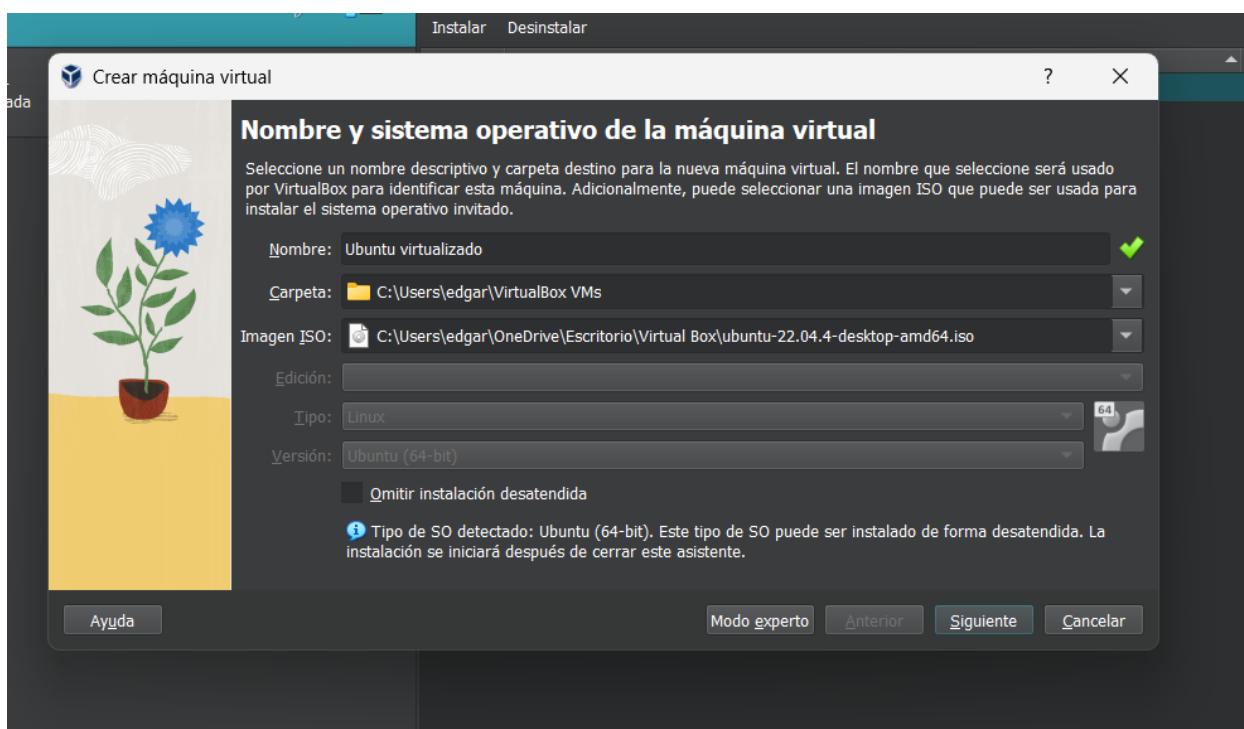 Instalar Desinstalar
ada
Crear máquina virtual ?
Nombre y sistema operativo de la máquina virtual
Seleccione un nombre descriptivo y carpeta destino para la nueva máquina virtual. El nombre que seleccione será usado
por VirtualBox para identificar esta máquina. Adicionalmente, puede seleccionar una imagen ISO que puede ser usada para
instalar el sistema operativo invitado.
Nombre: Ubuntu virtualizado
Carpeta: C:\Users\edgar\VirtualBox VMs
Imagen ISO: C:\Users\edgar\OneDrive\Escritorio\Virtual Box\ubuntu-22.04.4-desktop-amd64.iso
Edición:
Tipo: Linux
64
Versión: Ubuntu (64-bit)
Omitir instalación desatendida
Tipo de SO detectado: Ubuntu (64-bit). Este tipo de SO puede ser instalado de forma desatendida. La
instalación se iniciará después de cerrar este asistente.
Ayuda Modo experto Anterior Siguiente Cancelar